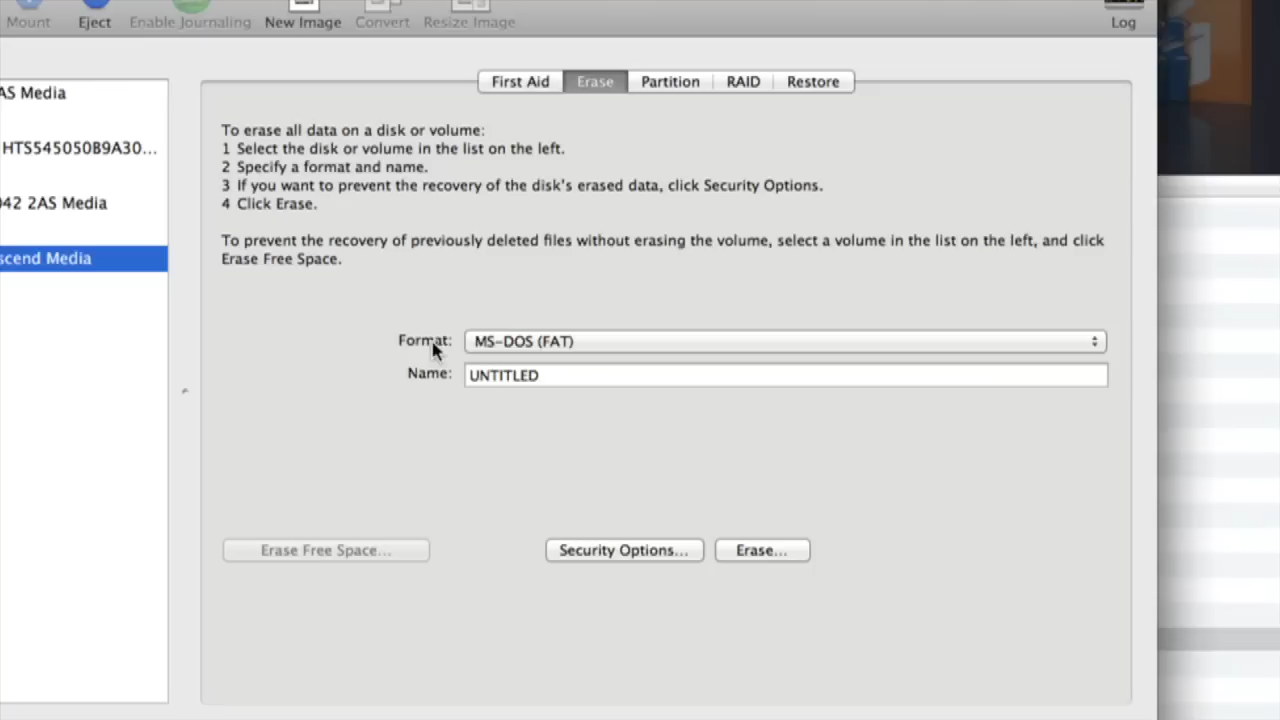 Mount Eject Enable Journaling New Image Convert Resize Image Log
First Aid Erase Partition RAID Restore
AS Media
HTS545050B9A30...
042 2AS Media
scend Media
To erase all data on a disk or volume:
1 Select the disk or volume in the list on the left.
2 Specify a format and name.
3 If you want to prevent the recovery of the disk's erased data, click Security Options.
4 Click Erase.
To prevent the recovery of previously deleted files without erasing the volume, select a volume in the list on the left, and click
Erase Free Space.
Format: MS-DOS (FAT)
Name: UNTITLED
Erase Free Space... Security Options... Erase...